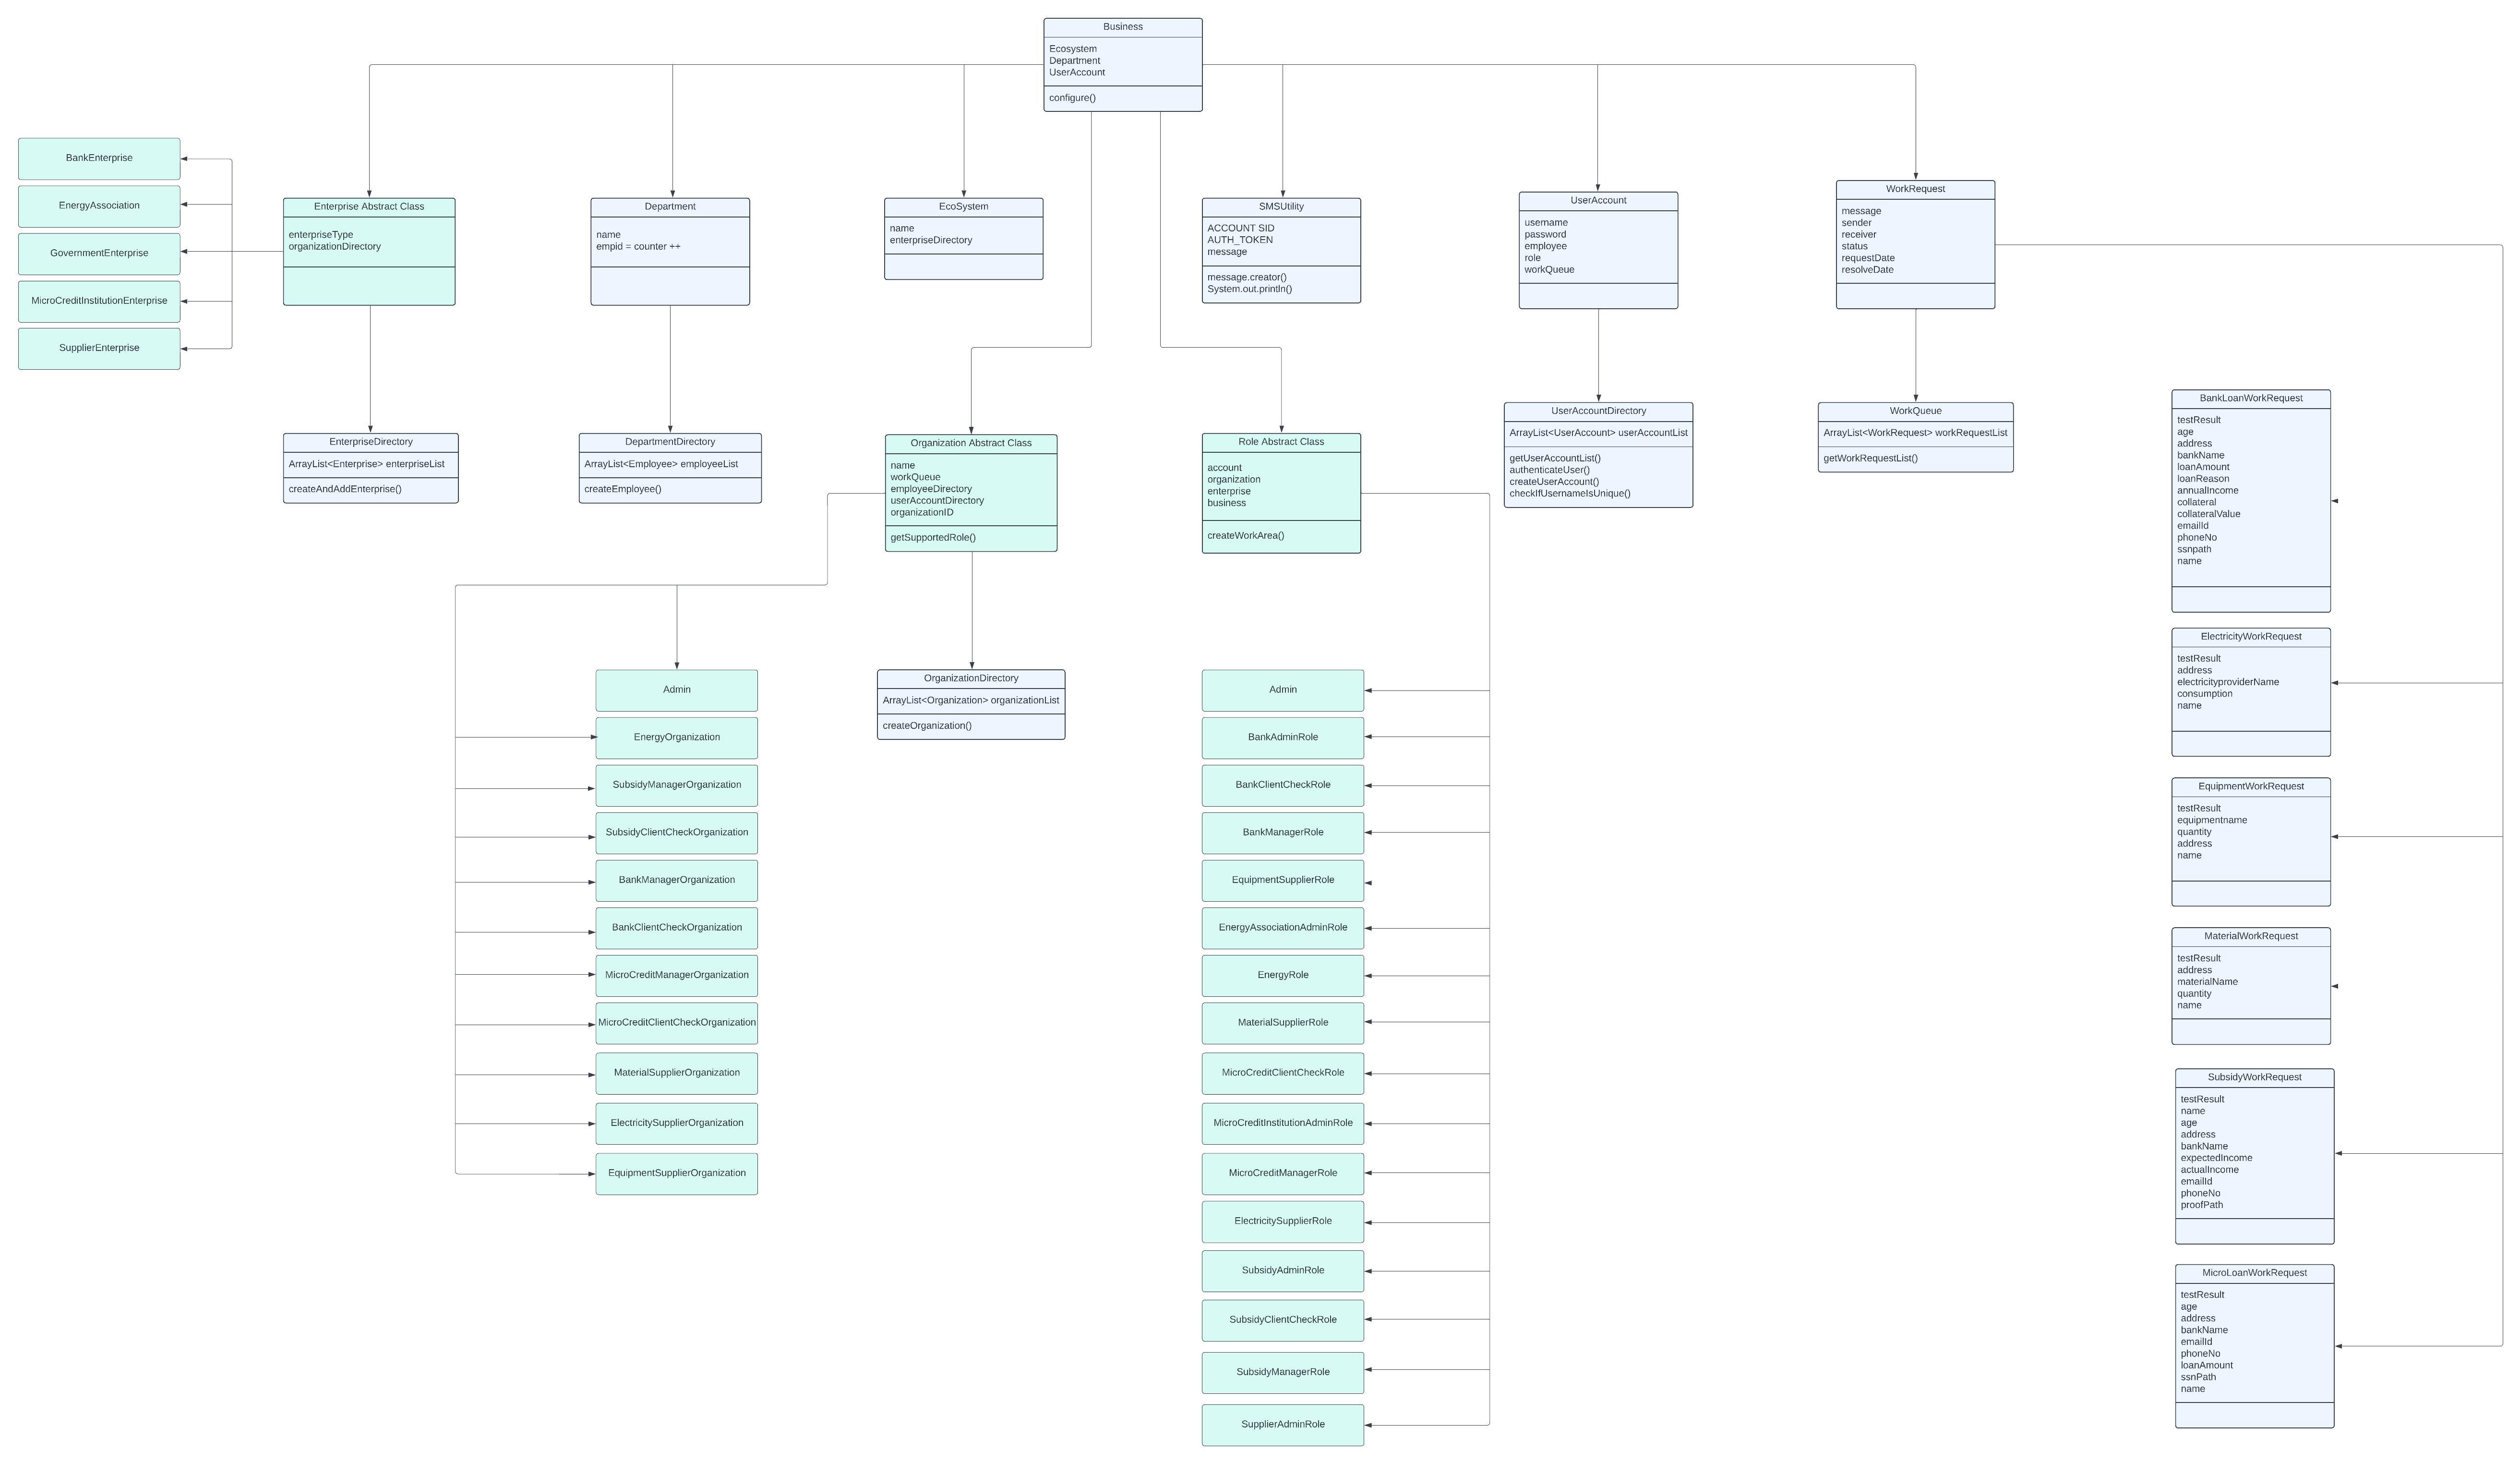 Business
Ecosystem
Department
UserAccount
configure()
BankEnterprise
EnergyAssociation
GovernmentEnterprise
MicroCreditInstitutionEnterprise
SupplierEnterprise
Enterprise Abstract Class
enterpriseType
organizationDirectory
Department
name
empid = counter ++
EcoSystem
name
enterpriseDirectory
SMSUtility
ACCOUNT SID
AUTH_TOKEN
message
message.creator()
System.out.println()
UserAccount
username
password
employee
role
workQueue
WorkRequest
message
sender
receiver
status
requestDate
resolveDate
EnterpriseDirectory
ArrayList<Enterprise> enterpriseList
createAndAddEnterprise()
DepartmentDirectory
ArrayList<Employee> employeeList
createEmployee()
Organization Abstract Class
name
workQueue
employeeDirectory
userAccountDirectory
organizationID
getSupportedRole()
Role Abstract Class
account
organization
enterprise
business
createWorkArea()
UserAccountDirectory
ArrayList<UserAccount> userAccountList
getUserAccountList()
authenticateUser()
createUserAccount()
checkIfUsernameIsUnique()
WorkQueue
ArrayList<WorkRequest> workRequestList
getWorkRequestList()
Admin
EnergyOrganization
SubsidyManagerOrganization
SubsidyClientCheckOrganization
BankManagerOrganization
BankClientCheckOrganization
MicroCreditManagerOrganization
MicroCreditClientCheckOrganization
MaterialSupplierOrganization
ElectricitySupplierOrganization
EquipmentSupplierOrganization
OrganizationDirectory
ArrayList<Organization> organizationList
createOrganization()
Admin
BankAdminRole
BankClientCheckRole
BankManagerRole
EquipmentSupplierRole
EnergyAssociationAdminRole
EnergyRole
MaterialSupplierRole
MicroCreditClientCheckRole
MicroCreditInstitutionAdminRole
MicroCreditManagerRole
ElectricitySupplierRole
SubsidyAdminRole
SubsidyClientCheckRole
SubsidyManagerRole
SupplierAdminRole
BankLoanWorkRequest
testResult
age
address
bankName
loanAmount
loanReason
annualIncome
collateral
collateralValue
emailId
phoneNo
ssnpath
name
ElectricityWorkRequest
testResult
address
electricityproviderName
consumption
name
EquipmentWorkRequest
testResult
equipmentname
quantity
address
name
MaterialWorkRequest
testResult
address
materialName
quantity
name
SubsidyWorkRequest
testResult
name
age
address
bankName
expectedIncome
actualIncome
emailId
phoneNo
proofPath
MicroLoanWorkRequest
testResult
age
address
bankName
emailId
phoneNo
loanAmount
ssnPath
name